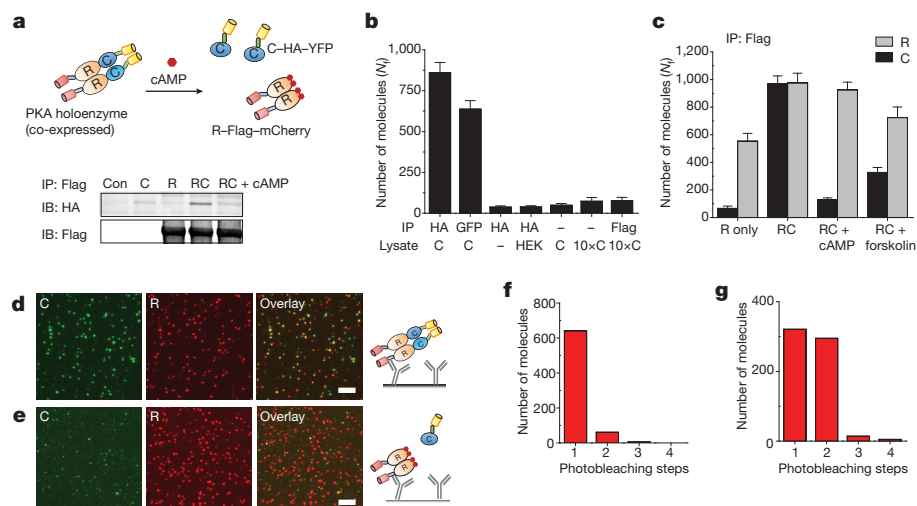 a
C–HA–YFP
C
C
R
C
R
C
cAMP
R
R
PKA holoenzyme
(co-expressed)
R–Flag–mCherry
IP: Flag Con C R RC RC + cAMP
IB: HA
IB: Flag
b
Number of molecules (Nf)
1,000
750
500
250
0
IP HA GFP HA HA – – Flag
Lysate C C – HEK C 10×C 10×C
c
IP: Flag
R
C
Number of molecules (Nf)
1,200
1,000
800
600
400
200
0
R only RC RC + cAMP RC + forskolin
d
C R Overlay
R
C
R
C
e
C R Overlay
C
R
R
f
Number of molecules
800
600
400
200
0
1 2 3 4
Photobleaching steps
g
Number of molecules
400
200
0
1 2 3 4
Photobleaching steps